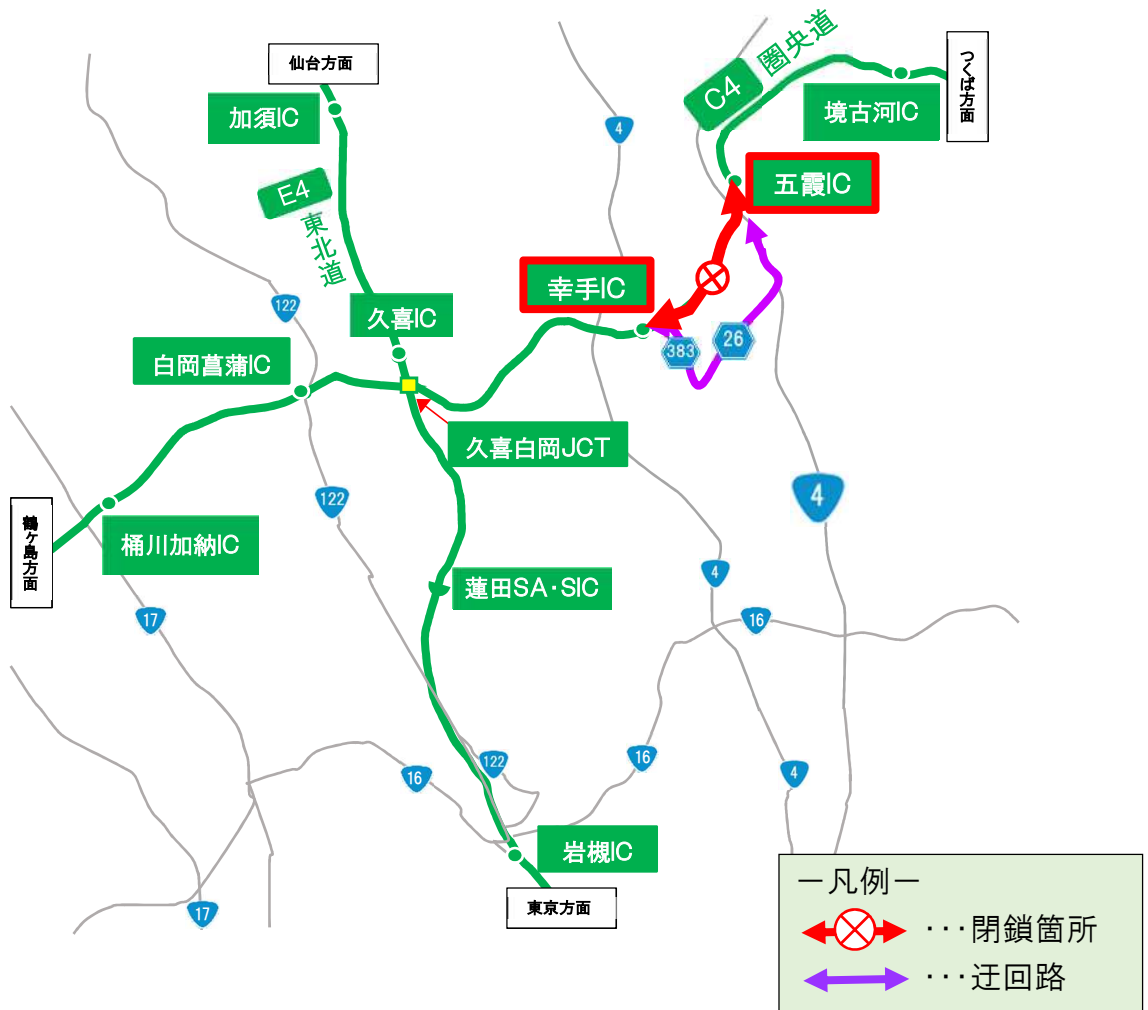 仙台方面
加須IC
E4
東北道
4
C4
圏央道
境古河IC
つくば方面
五霞IC
幸手IC
122
久喜IC
白岡菖蒲IC
383
26
久喜白岡JCT
4
122
鶴ヶ島方面
桶川加納IC
蓮田SA・SIC
4
17
16
122
16
16
4
岩槻IC
17
東京方面
－凡例－
･･･閉鎖箇所
･･･迂回路